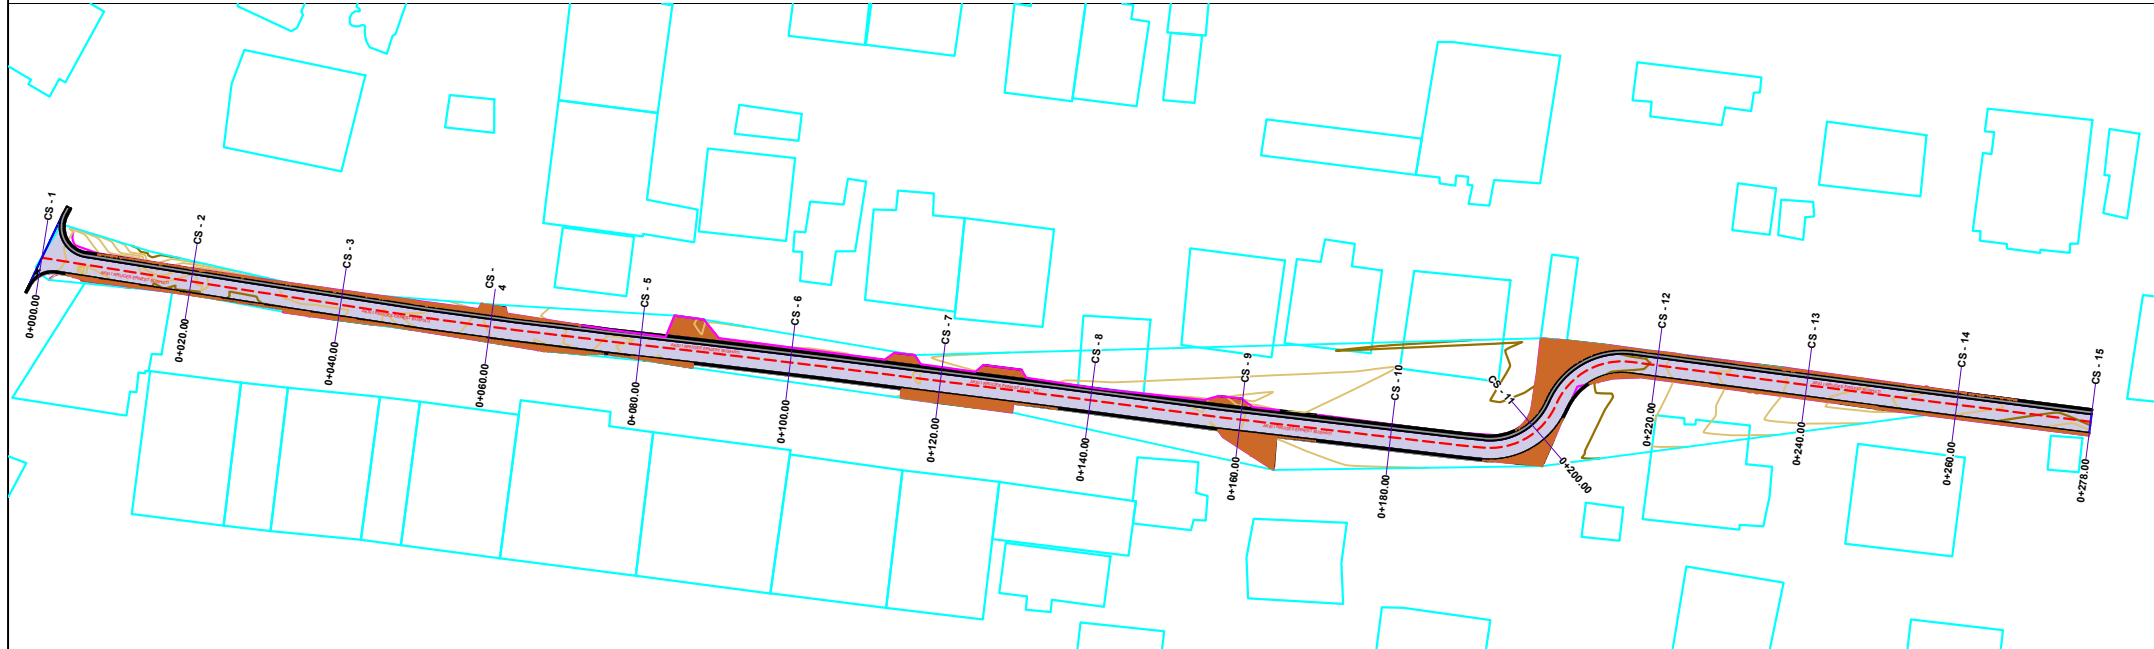 CS - 1
CS - 2
CS - 3
CS -
4
CS - 5
CS - 6
CS - 7
CS - 8
CS - 9
CS - 10
CS - 11
CS - 12
CS - 13
CS - 14
CS - 15
0+000.00
0+020.00
0+040.00
0+060.00
0+080.00
0+100.00
0+120.00
0+140.00
0+160.00
0+180.00
0+200.00
0+220.00
0+240.00
0+260.00
0+278.00